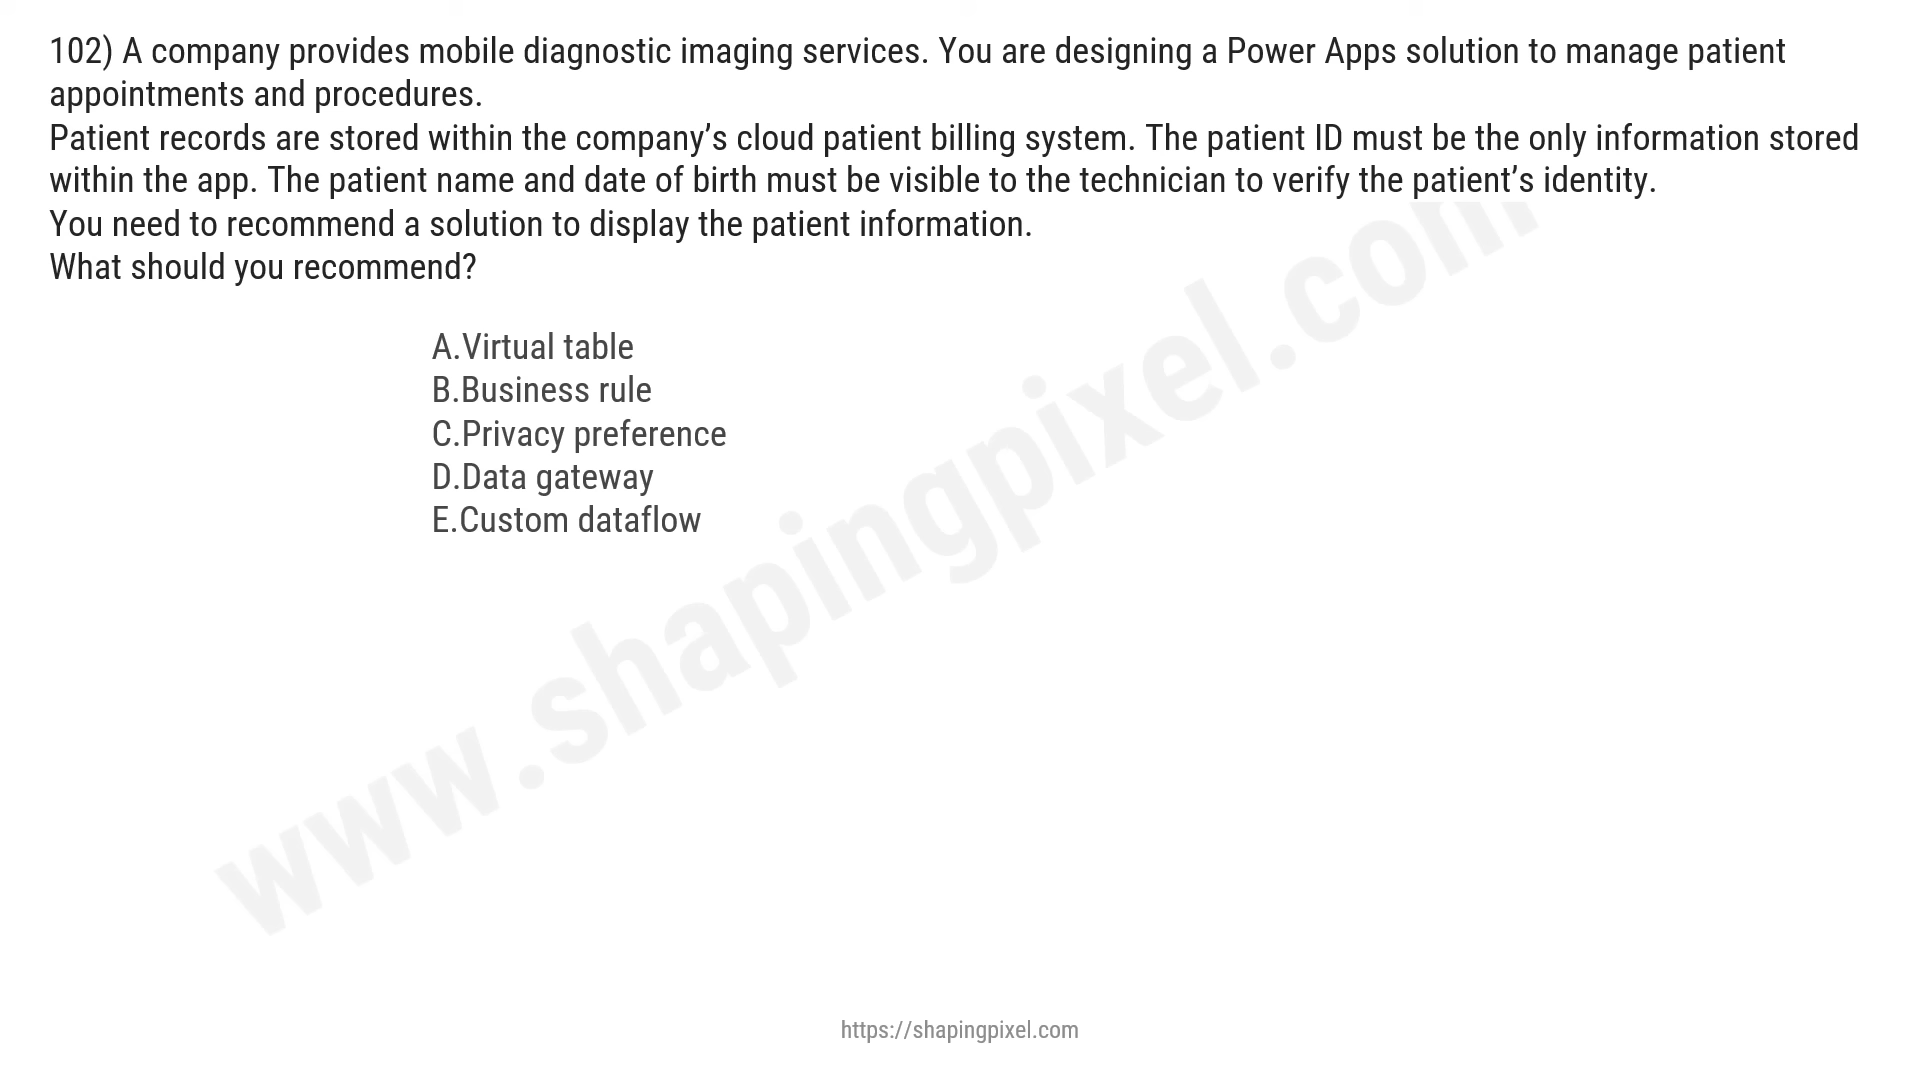 102) A company provides mobile diagnostic imaging services. You are designing a Power Apps solution to manage patient
appointments and procedures.
Patient records are stored within the company’s cloud patient billing system. The patient ID must be the only information stored
within the app. The patient name and date of birth must be visible to the technician to verify the patient’s identity.
You need to recommend a solution to display the patient information.
What should you recommend?
A.Virtual table
B.Business rule
C.Privacy preference
D.Data gateway
E.Custom dataflow
www.shapingpixel.com
https://shapingpixel.com